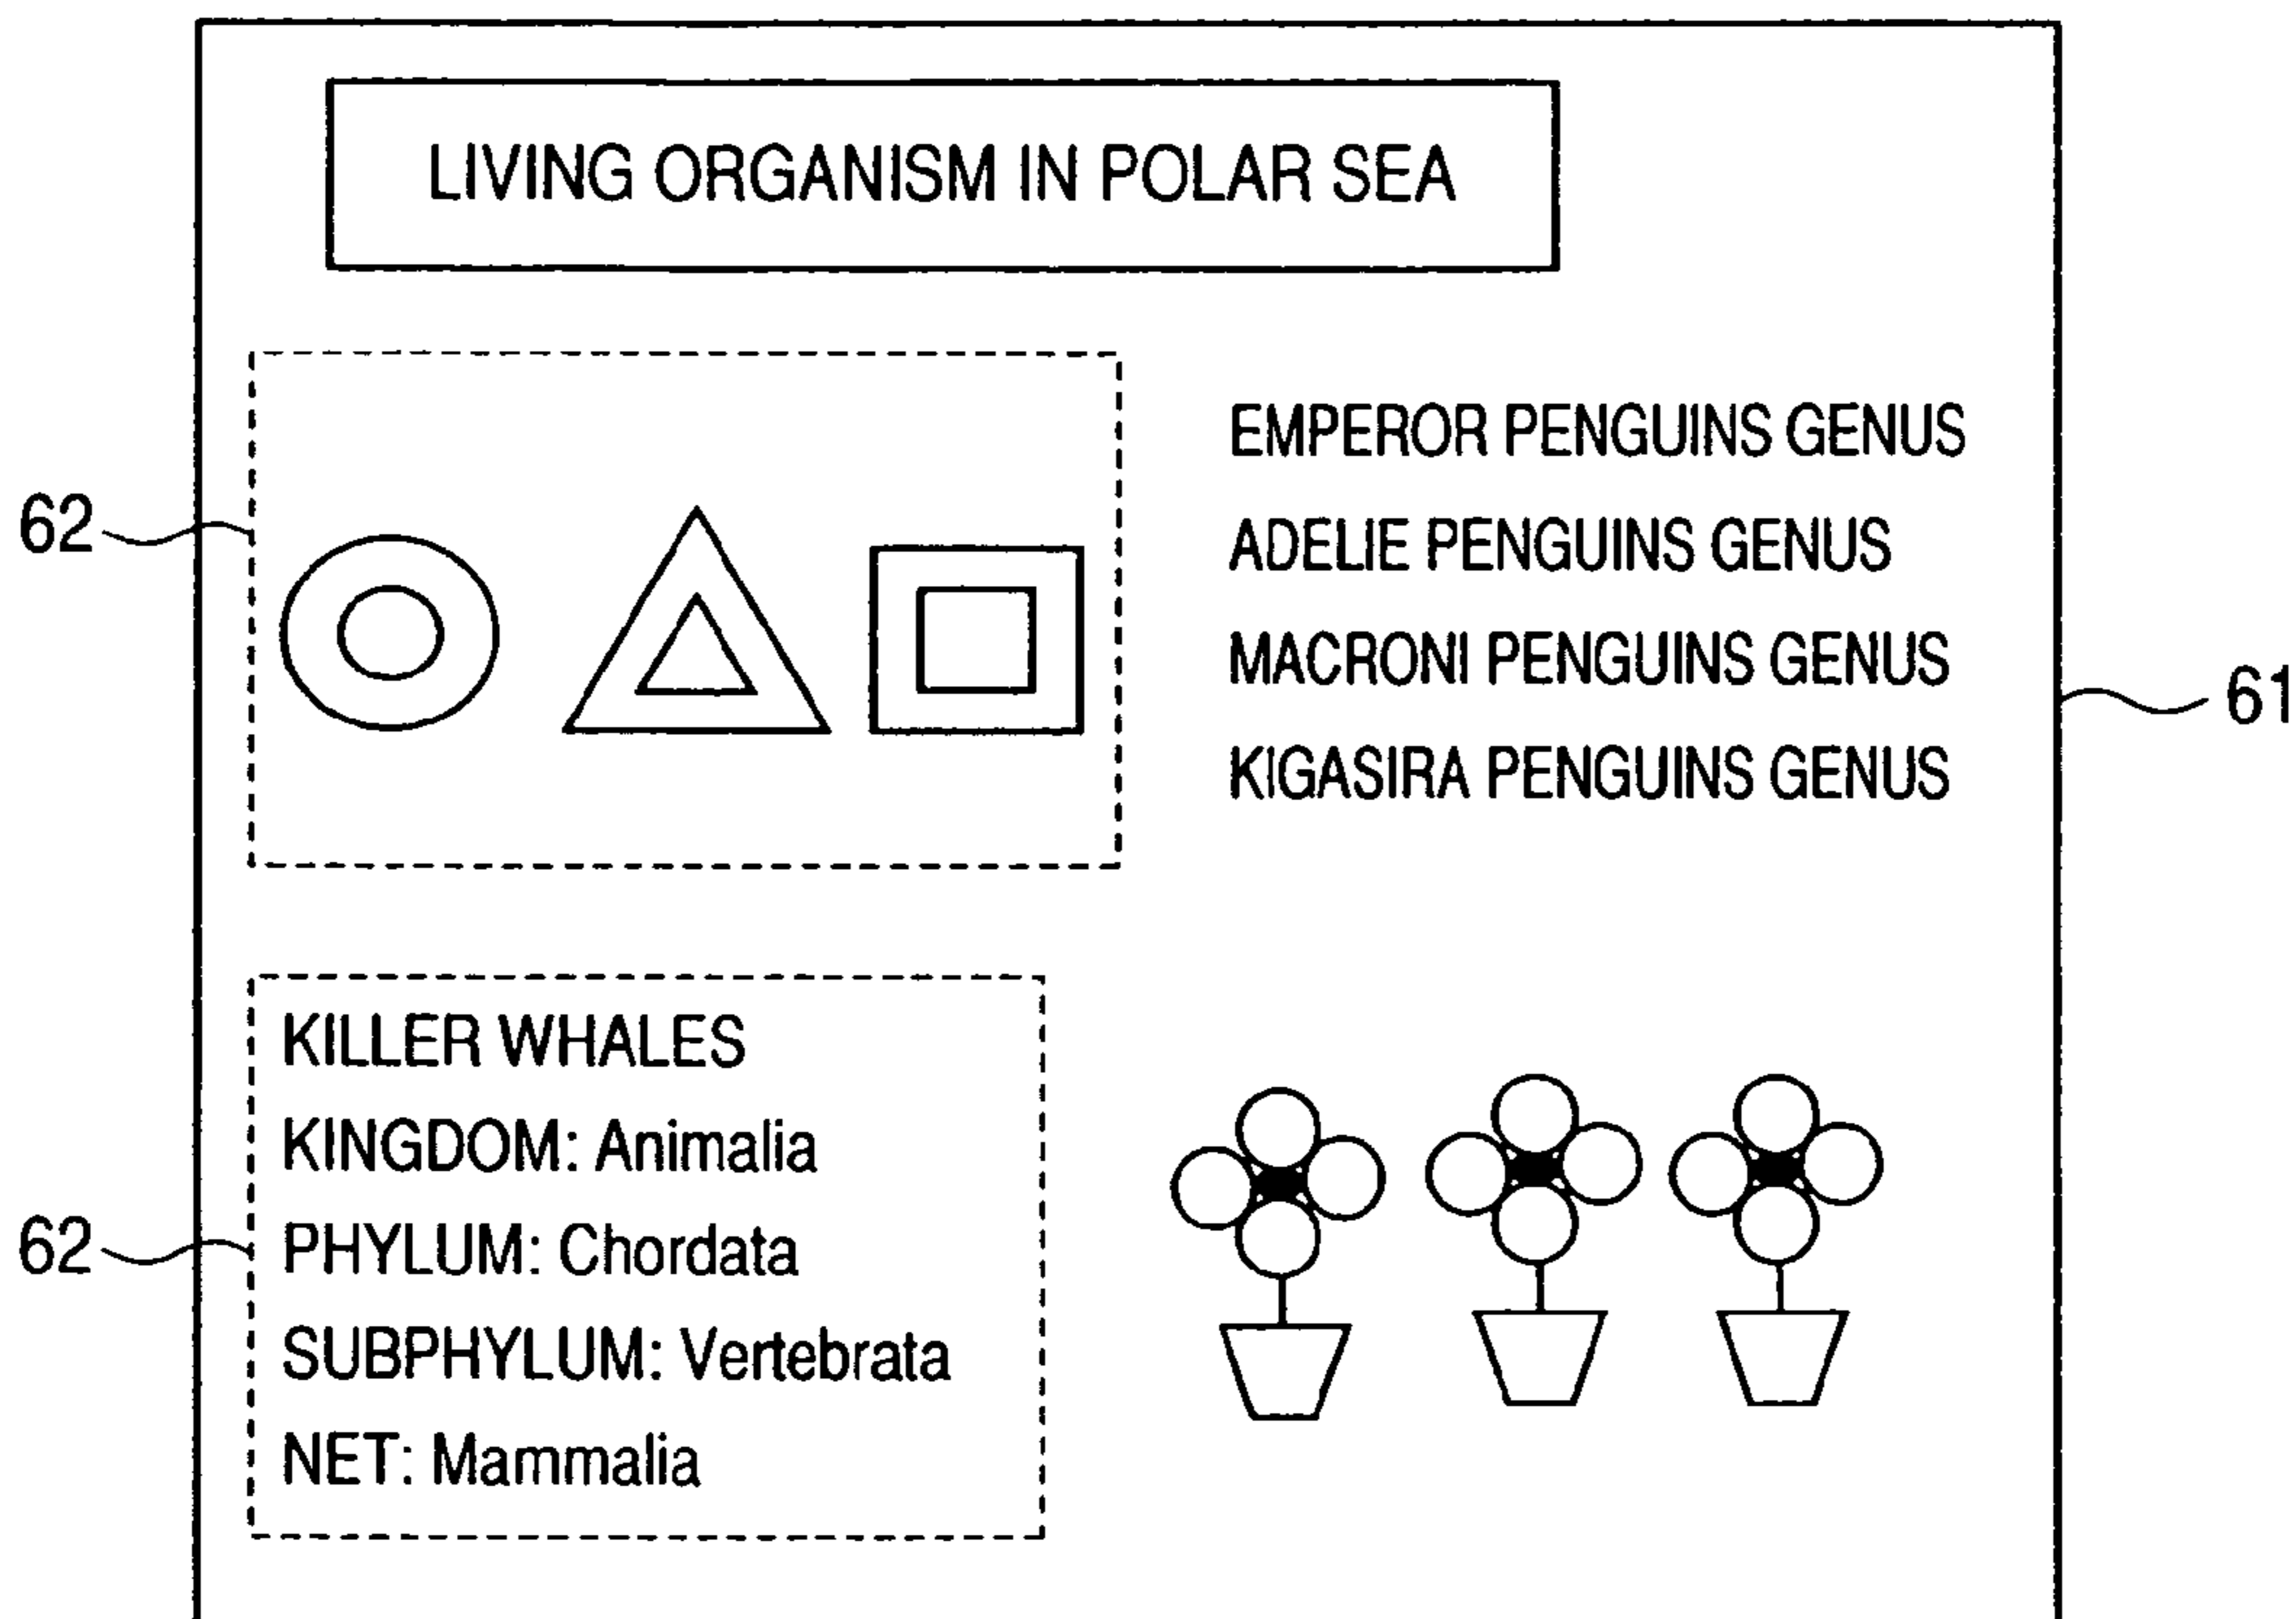 LIVING ORGANISM IN POLAR SEA
62
EMPEROR PENGUINS GENUS
ADELIE PENGUINS GENUS
MACRONI PENGUINS GENUS
KIGASIRA PENGUINS GENUS
61
KILLER WHALES
KINGDOM: Animalia
62
PHYLUM: Chordata
SUBPHYLUM: Vertebrata
NET: Mammalia